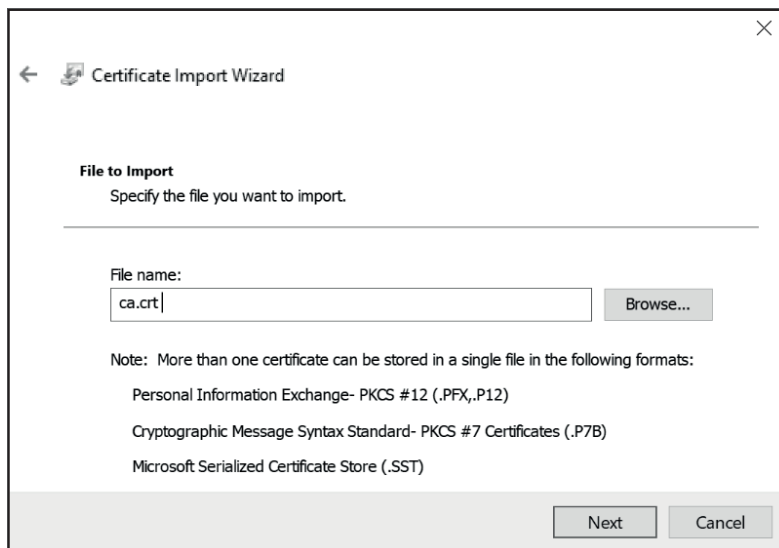 Certificate Import Wizard
File to Import
Specify the file you want to import.
File name:
ca.crt
Browse...
Note:  More than one certificate can be stored in a single file in the following formats:
Personal Information Exchange- PKCS #12 (.PFX,.P12)
Cryptographic Message Syntax Standard- PKCS #7 Certificates (.P7B)
Microsoft Serialized Certificate Store (.SST)
Next
Cancel